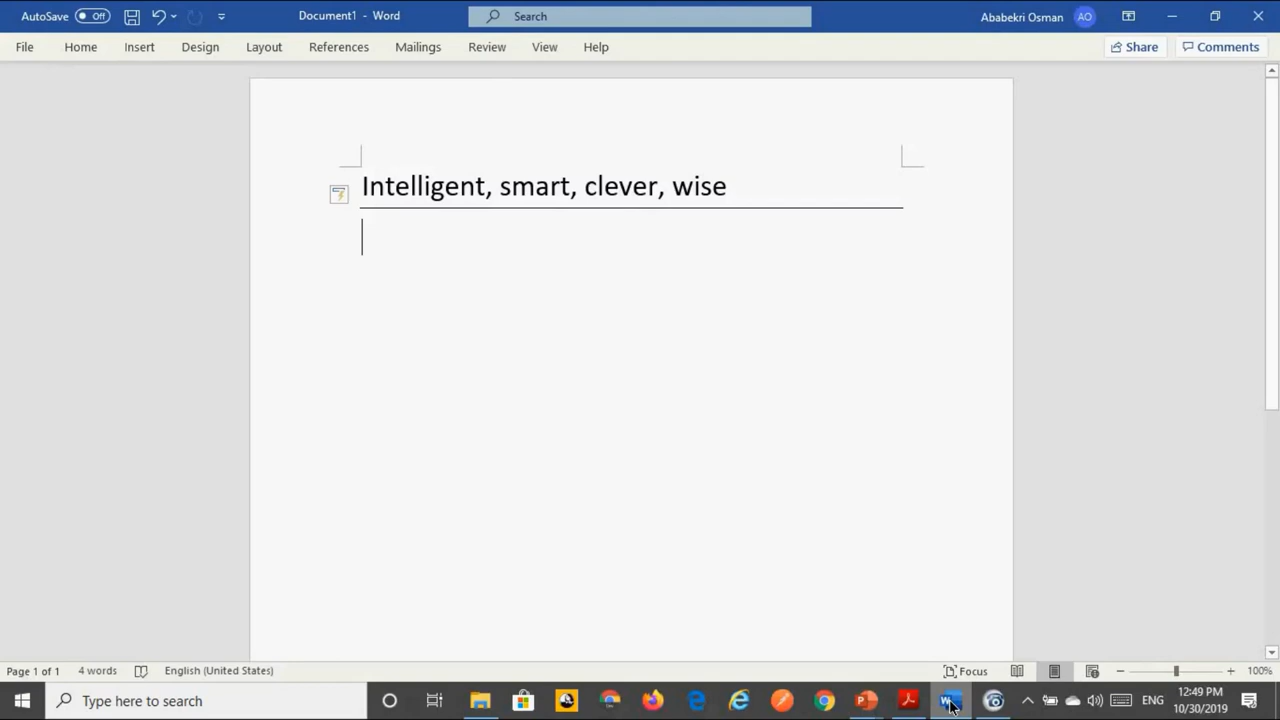 AutoSave Off Document1 - Word Search Ababekri Osman AO
File Home Insert Design Layout References Mailings Review View Help Share Comments
Intelligent, smart, clever, wise
Page 1 of 1 4 words English (United States) Focus 100%
Type here to search ENG 12:49 PM
10/30/2019